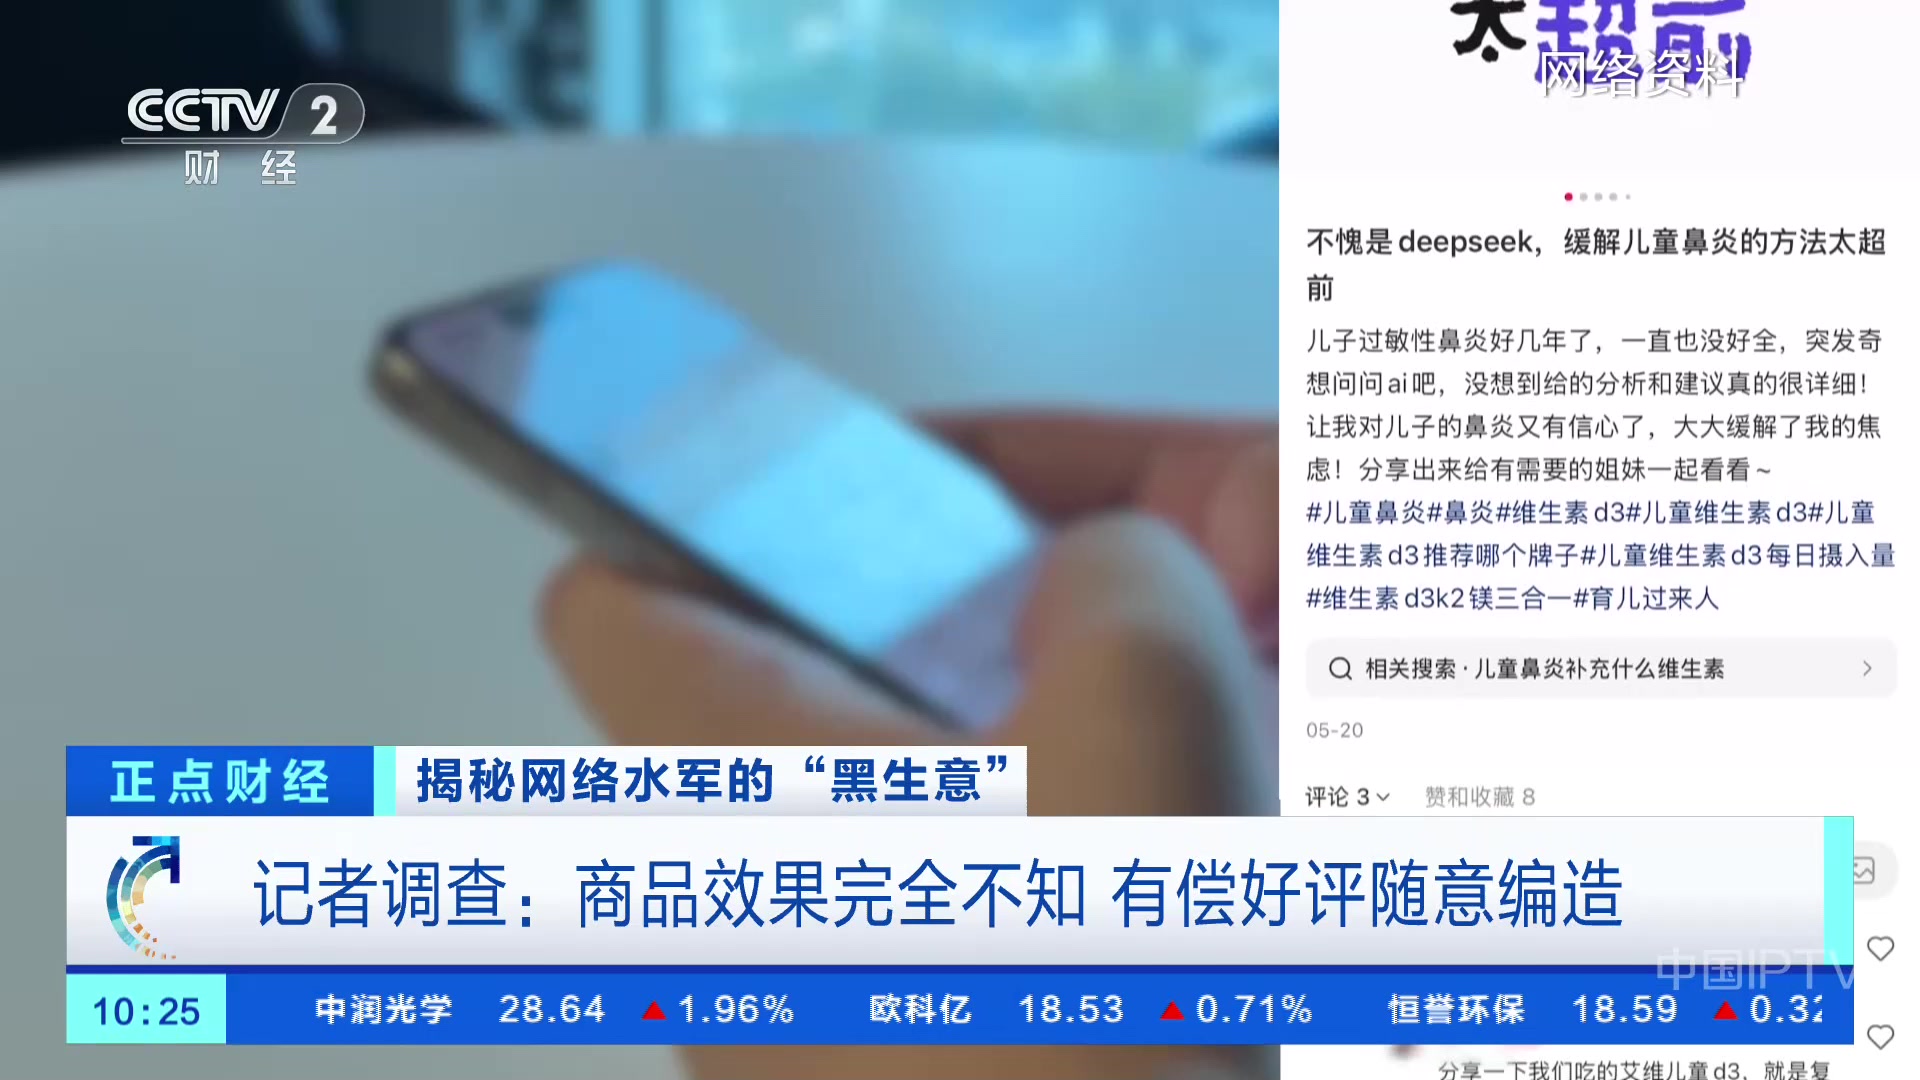 CCTV 2
财 经
太超前
网络资料
不愧是deepseek，缓解儿童鼻炎的方法太超
前
儿子过敏性鼻炎好几年了，一直也没好全，突发奇
想问问ai吧，没想到给的分析和建议真的很详细！
让我对儿子的鼻炎又有信心了，大大缓解了我的焦
虑！分享出来给有需要的姐妹一起看看~
#儿童鼻炎#鼻炎#维生素d3#儿童维生素d3#儿童
维生素d3推荐哪个牌子#儿童维生素d3每日摄入量
#维生素d3k2镁三合一#育儿过来人
相关搜索·儿童鼻炎补充什么维生素
05-20
评论 3 赞和收藏 8
正点财经 揭秘网络水军的“黑生意”
记者调查：商品效果完全不知 有偿好评随意编造
中国IPTV
10:25 中润光学 28.64 ▲1.96% 欧科亿 18.53 ▲0.71% 恒誉环保 18.59 ▲0.32
分享一下我们吃的艾维儿童d3，就是复